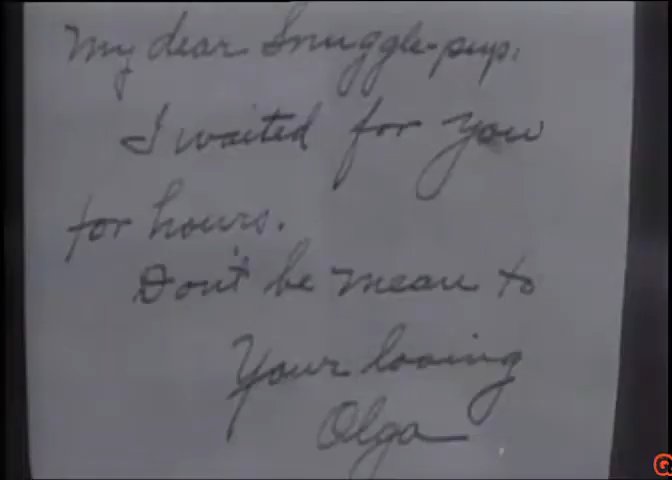 My dear Snuggle-pup,
I waited for you
for hours.
Don't be mean to
Your loving
Olga